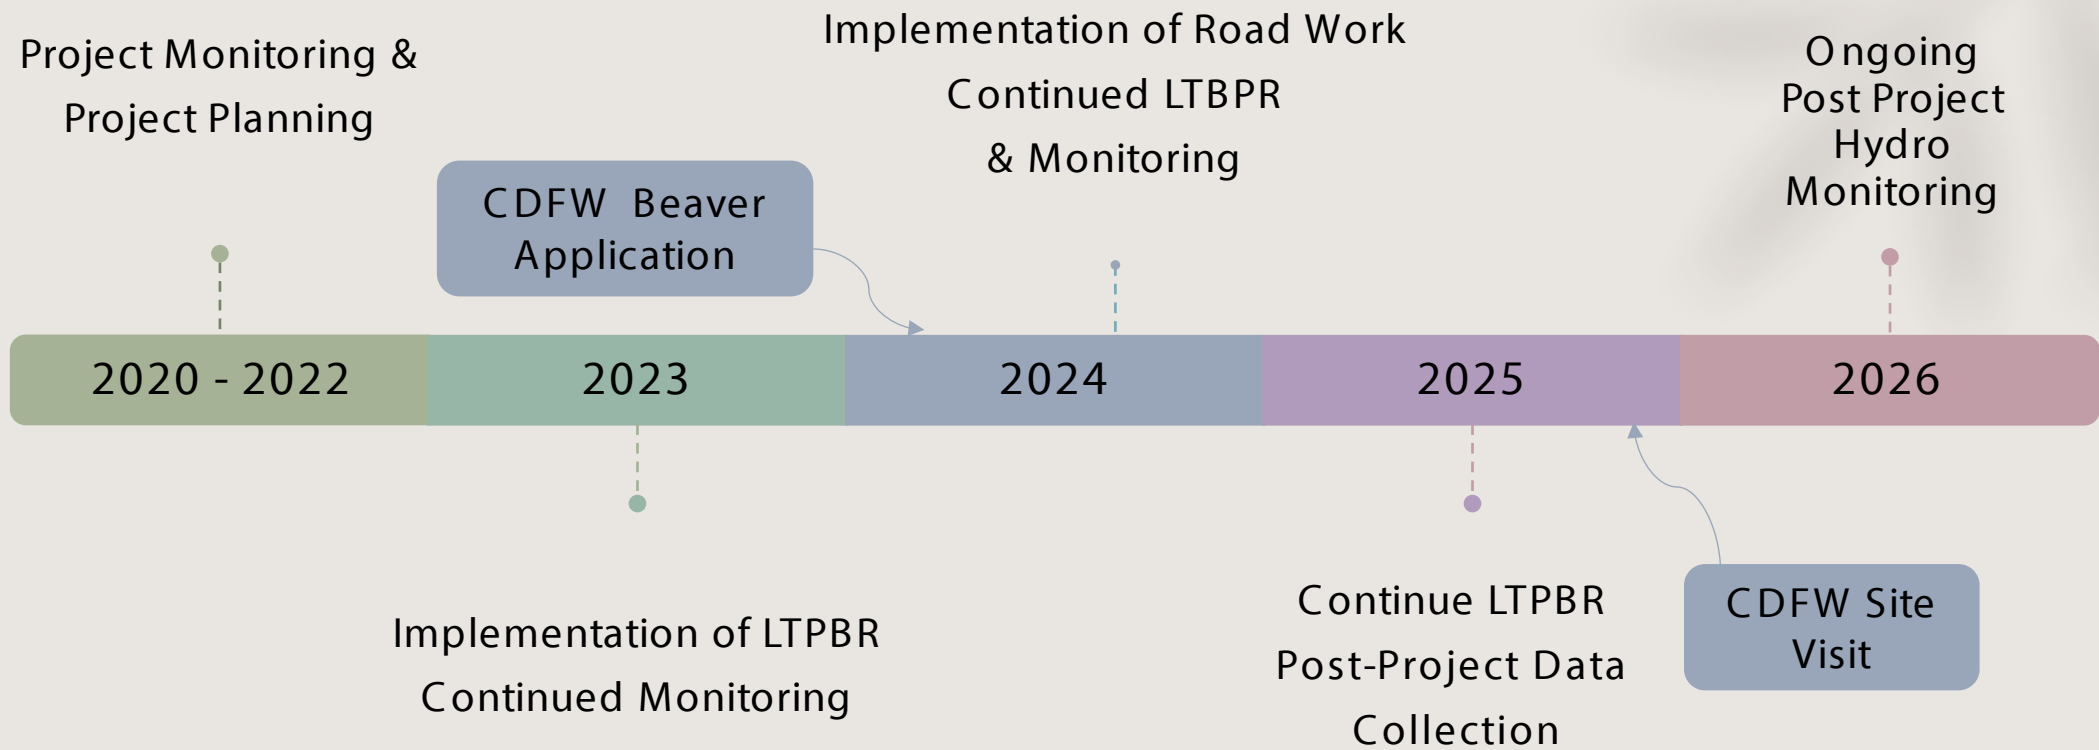 Project Monitoring &
Project Planning
CDFW Beaver
Application
Implementation of Road Work
Continued LTBPR
& Monitoring
Ongoing
Post Project
Hydro
Monitoring
2020 - 2022
2023
2024
2025
2026
Implementation of LTPBR
Continued Monitoring
Continue LTPBR
Post-Project Data
Collection
CDFW Site
Visit